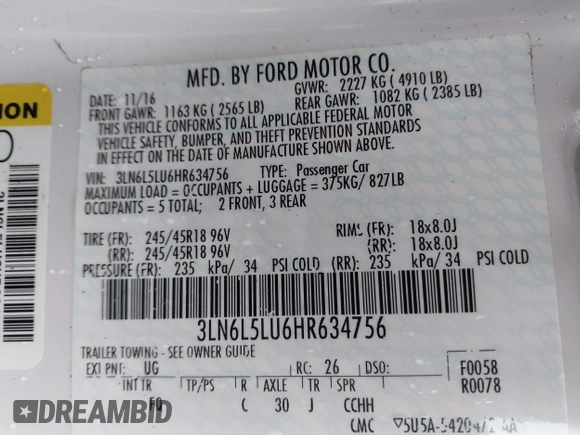 MFD. BY FORD MOTOR CO.
DATE: 11/16 GVWR: 2227 KG ( 4910 LB)
FRONT GAWR: 1163 KG ( 2565 LB) REAR GAWR: 1082 KG ( 2385 LB)
THIS VEHICLE CONFORMS TO ALL APPLICABLE FEDERAL MOTOR
VEHICLE SAFETY, BUMPER, AND THEFT PREVENTION STANDARDS
IN EFFECT ON THE DATE OF MANUFACTURE SHOWN ABOVE.
VIN: 3LN6L5LU6HR634756 TYPE: Passenger Car
MAXIMUM LOAD = OCCUPANTS + LUGGAGE = 375KG/ 827LB
OCCUPANTS = 5 TOTAL; 2 FRONT, 3 REAR
TIRE (FR): 245/45R18 96V RIMS (FR): 18x8.0J
(RR): 245/45R18 96V (RR): 18x8.0J
PRESSURE (FR): 235 kPa/ 34 PSI COLD (RR): 235 kPa/ 34 PSI COLD
3LN6L5LU6HR634756
TRAILER TOWING - SEE OWNER GUIDE
EXT PNT: UG RC: 26 DSO: F0058
INT TR TP/PS R AXLE TR SPR R0078
C 30 J CCHH
CMC
DREAMBID